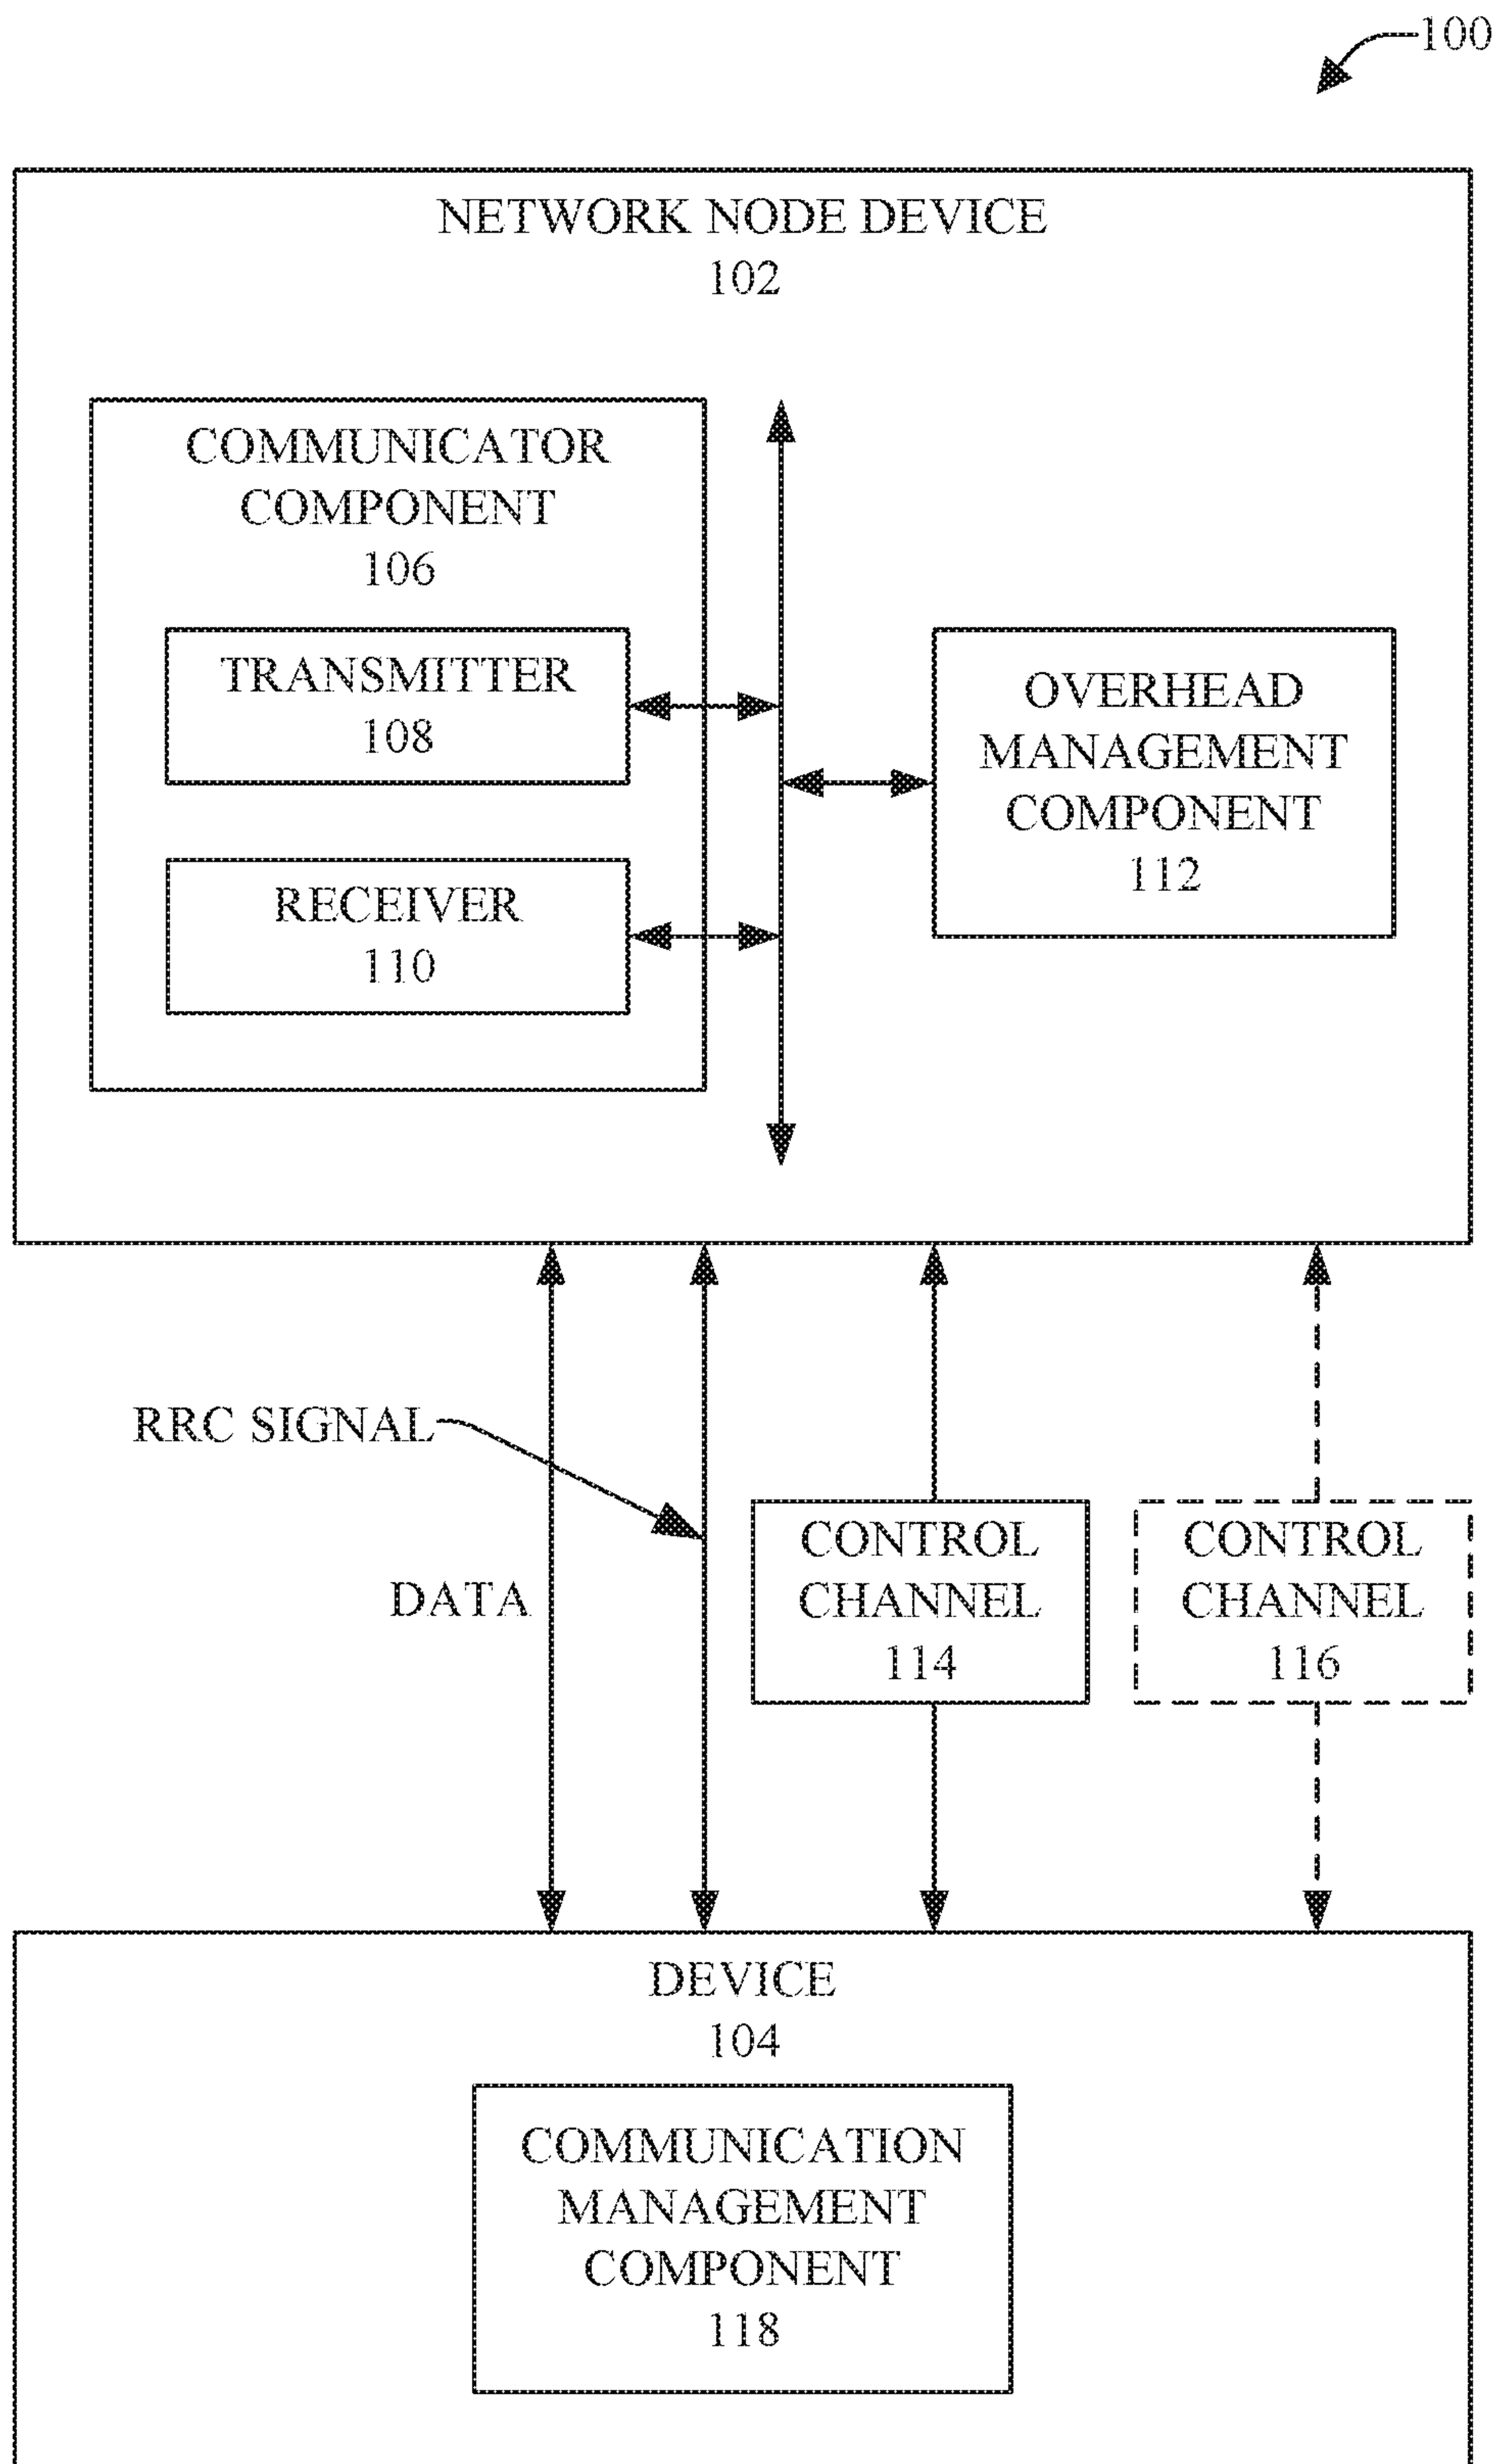 100
NETWORK NODE DEVICE
102
COMMUNICATOR
COMPONENT
106
TRANSMITTER
108
RECEIVER
110
OVERHEAD
MANAGEMENT
COMPONENT
112
RRC SIGNAL
DATA
CONTROL
CHANNEL
114
CONTROL
CHANNEL
116
DEVICE
104
COMMUNICATION
MANAGEMENT
COMPONENT
118